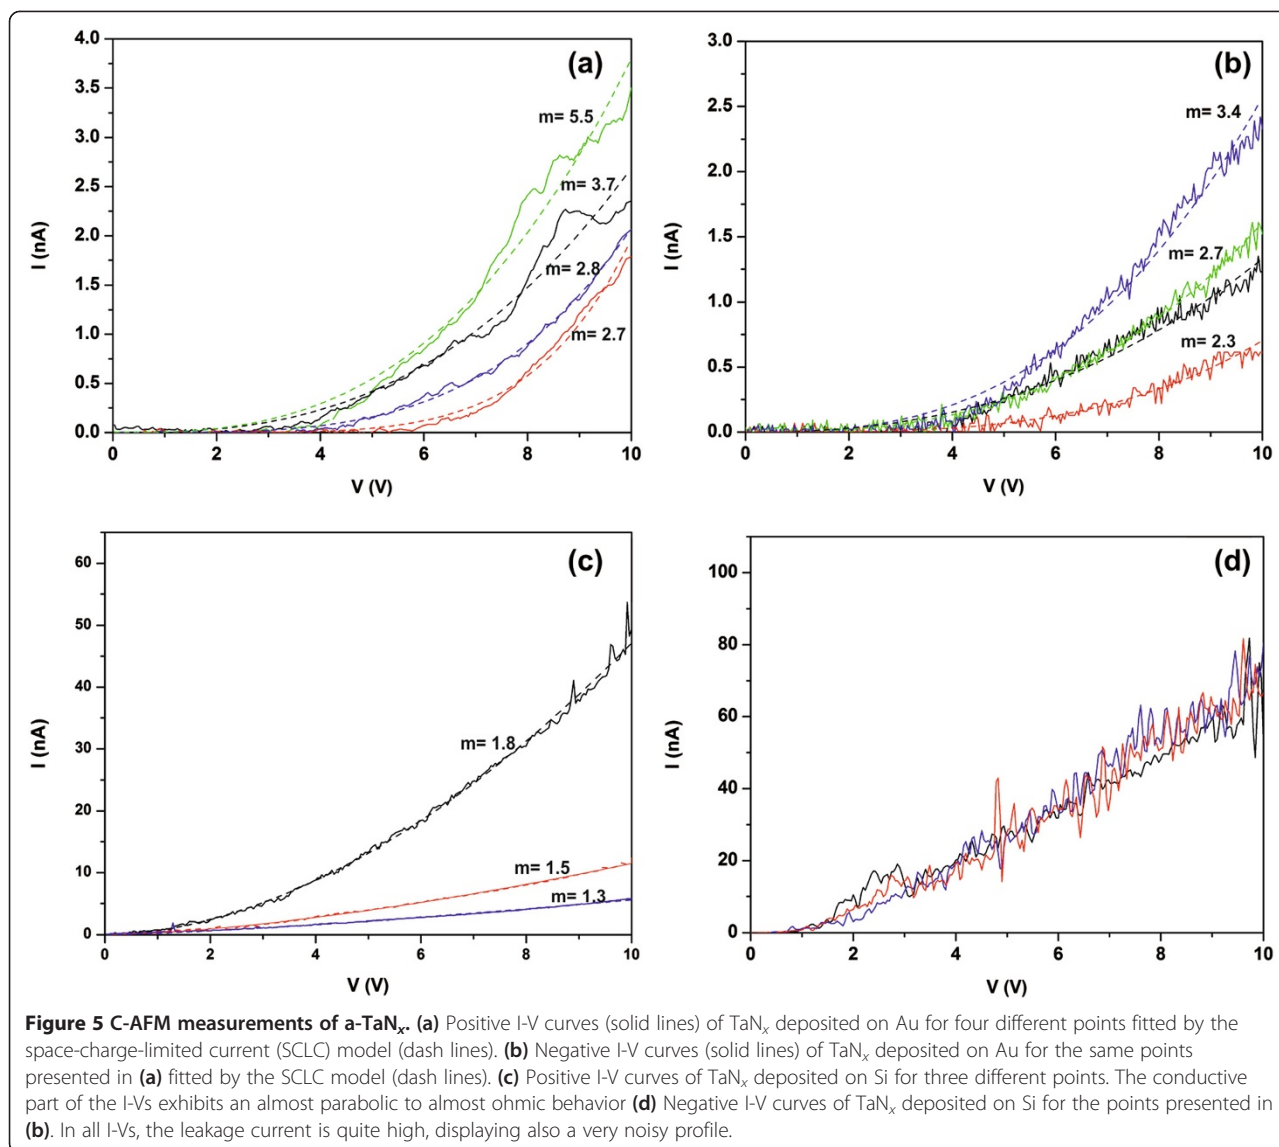 4.0
3.5
3.0
2.5
2.0
1.5
1.0
0.5
0.0
I (nA)
(a)
m= 5.5
m= 3.7
m= 2.8
m= 2.7
0 2 4 6 8 10
V (V)
3.0
2.5
2.0
1.5
1.0
0.5
0.0
I (nA)
(b)
m= 3.4
m= 2.7
m= 2.3
0 2 4 6 8 10
V (V)
60
50
40
30
20
10
0
I (nA)
(c)
m= 1.8
m= 1.5
m= 1.3
0 2 4 6 8 10
V (V)
100
80
60
40
20
0
I (nA)
(d)
0 2 4 6 8 10
V (V)
Figure 5 C-AFM measurements of a-TaNx. (a) Positive I-V curves (solid lines) of TaNx deposited on Au for four different points fitted by the
space-charge-limited current (SCLC) model (dash lines). (b) Negative I-V curves (solid lines) of TaNx deposited on Au for the same points
presented in (a) fitted by the SCLC model (dash lines). (c) Positive I-V curves of TaNx deposited on Si for three different points. The conductive
part of the I-Vs exhibits an almost parabolic to almost ohmic behavior (d) Negative I-V curves of TaNx deposited on Si for the points presented in
(b). In all I-Vs, the leakage current is quite high, displaying also a very noisy profile.